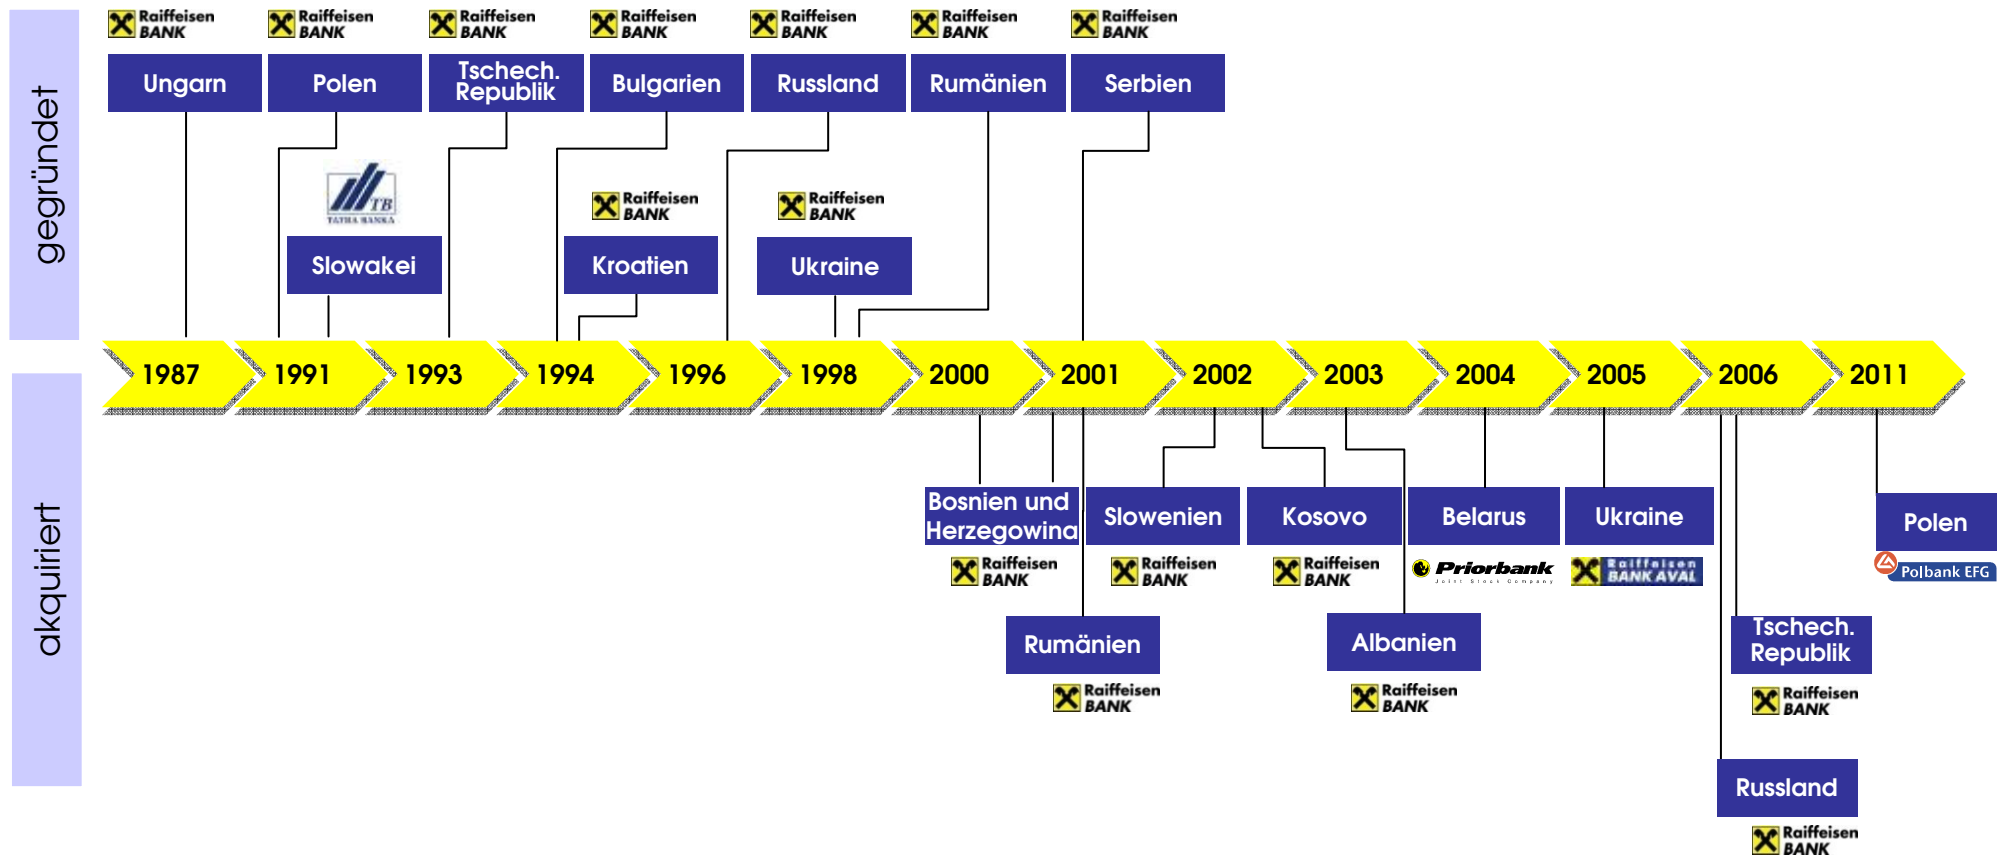 gegründet
Raiffeisen
BANK
Raiffeisen
BANK
Raiffeisen
BANK
Raiffeisen
BANK
Raiffeisen
BANK
Raiffeisen
BANK
Raiffeisen
BANK
Ungarn
Polen
Tschech.
Republik
Bulgarien
Russland
Rumänien
Serbien
TB
TATRA BANKA
Raiffeisen
BANK
Raiffeisen
BANK
Slowakei
Kroatien
Ukraine
1987
1991
1993
1994
1996
1998
2000
2001
2002
2003
2004
2005
2006
2011
akquiriert
Bosnien und
Herzegowina
Slowenien
Kosovo
Belarus
Ukraine
Polen
Raiffeisen
BANK
Raiffeisen
BANK
Raiffeisen
BANK
Priorbank
Joint Stock Company
Raiffeisen
BANK AVAL
Polbank EFG
Rumänien
Albanien
Tschech.
Republik
Raiffeisen
BANK
Raiffeisen
BANK
Raiffeisen
BANK
Russland
Raiffeisen
BANK